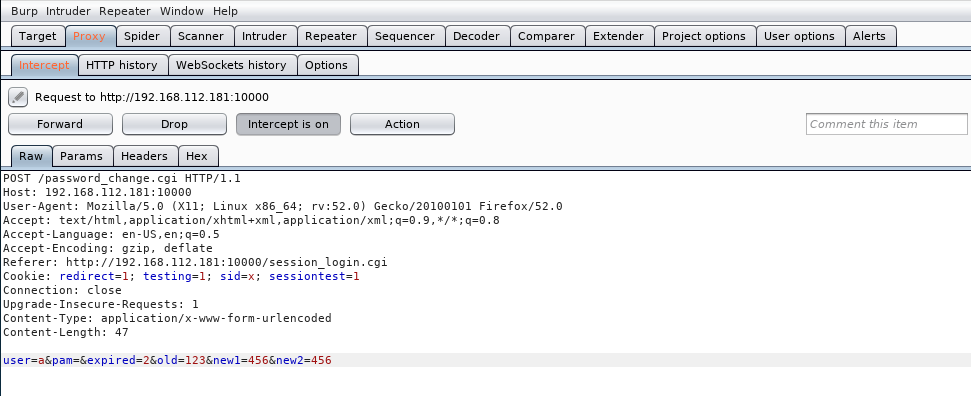 Burp Intruder Repeater Window Help
Target Proxy Spider Scanner Intruder Repeater Sequencer Decoder Comparer Extender Project options User options Alerts
Intercept HTTP history WebSockets history Options
Request to http://192.168.112.181:10000
Forward Drop Intercept is on Action Comment this item
Raw Params Headers Hex
POST /password_change.cgi HTTP/1.1
Host: 192.168.112.181:10000
User-Agent: Mozilla/5.0 (X11; Linux x86_64; rv:52.0) Gecko/20100101 Firefox/52.0
Accept: text/html,application/xhtml+xml,application/xml;q=0.9,*/*;q=0.8
Accept-Language: en-US,en;q=0.5
Accept-Encoding: gzip, deflate
Referer: http://192.168.112.181:10000/session_login.cgi
Cookie: redirect=1; testing=1; sid=x; sessiontest=1
Connection: close
Upgrade-Insecure-Requests: 1
Content-Type: application/x-www-form-urlencoded
Content-Length: 47
user=a&pam=&expired=2&old=123&new1=456&new2=456